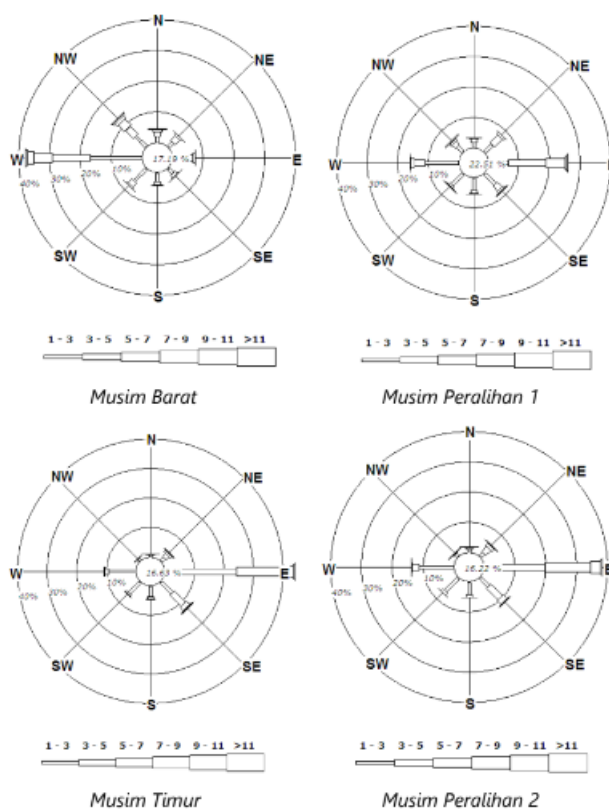 N
NW NE
W 17.19 % E
40% 30% 20% 10%
SW SE
S
1 - 3 3 - 5 5 - 7 7 - 9 9 - 11 >11
Musim Barat
N
NW NE
W 22.51 % E
40% 30% 20% 10%
SW SE
S
1 - 3 3 - 5 5 - 7 7 - 9 9 - 11 >11
Musim Peralihan 1
N
NW NE
W 16.63 % E
40% 30% 20% 10%
SW SE
S
1 - 3 3 - 5 5 - 7 7 - 9 9 - 11 >11
Musim Timur
N
NW NE
W 16.22 % E
40% 30% 20% 10%
SW SE
S
1 - 3 3 - 5 5 - 7 7 - 9 9 - 11 >11
Musim Peralihan 2